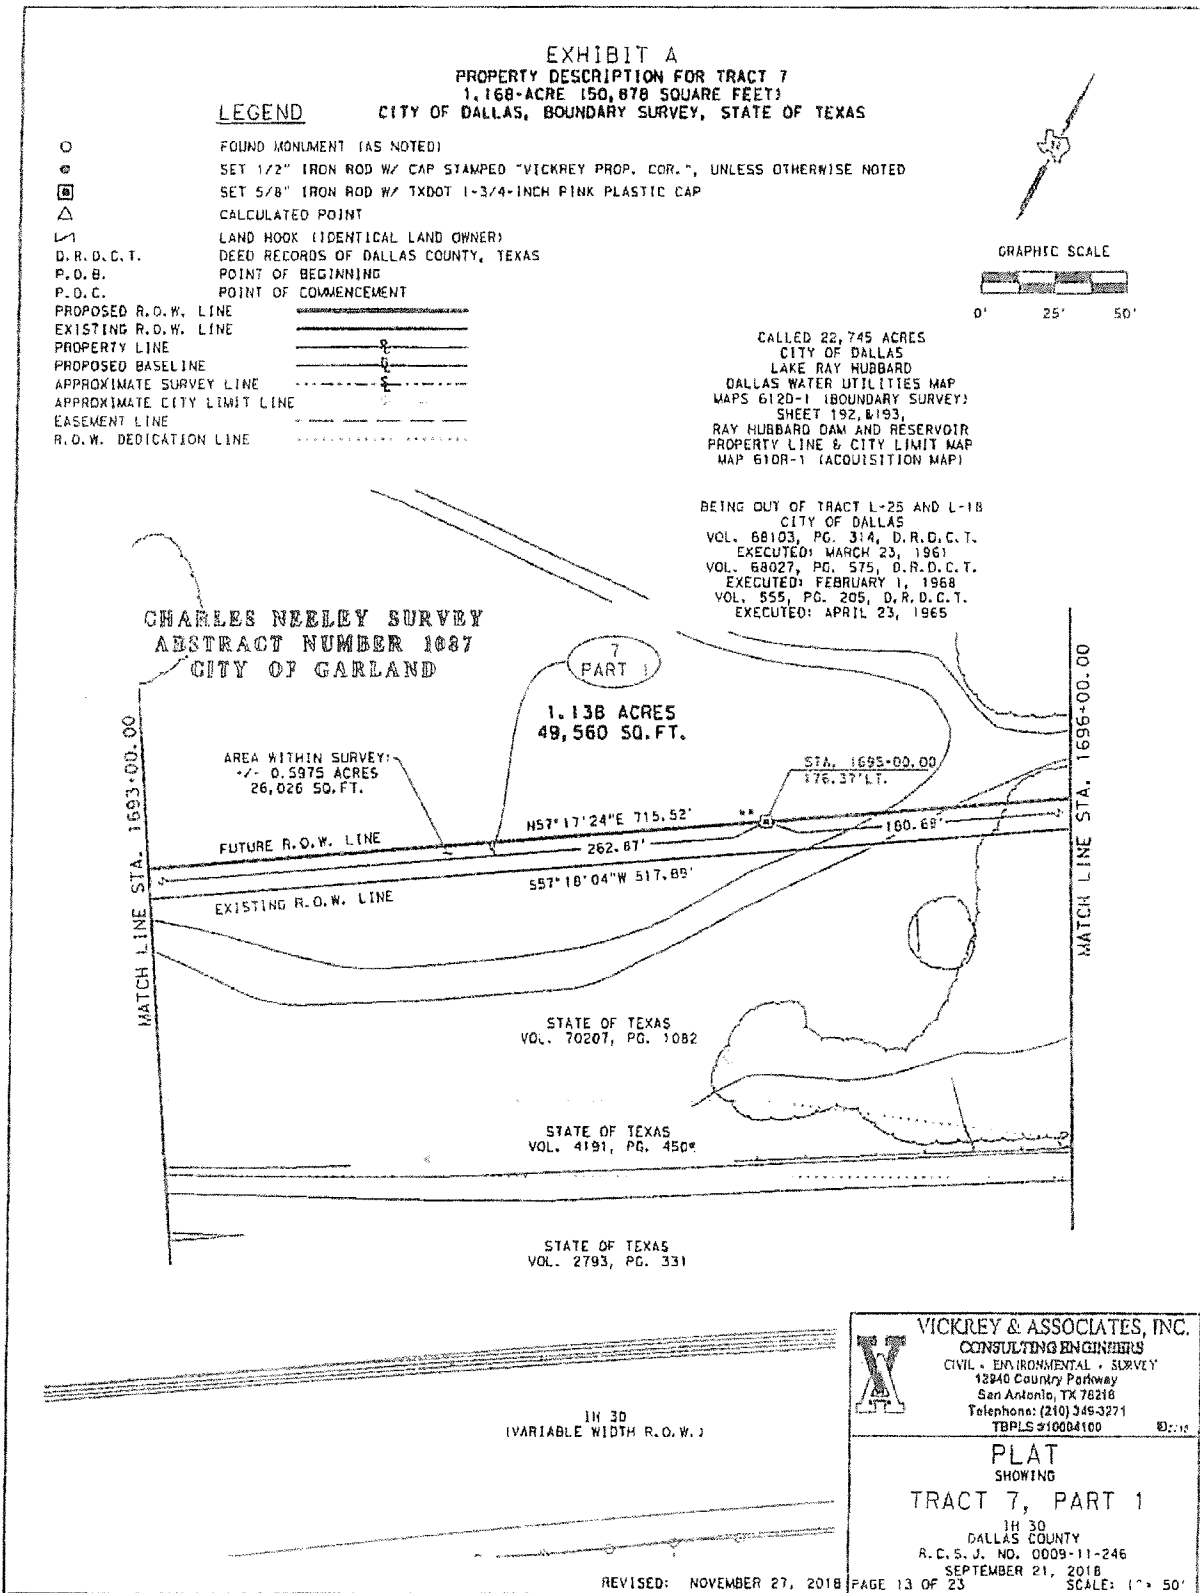 EXHIBIT A
PROPERTY DESCRIPTION FOR TRACT 7
1.168-ACRE (50,878 SQUARE FEET)
CITY OF DALLAS, BOUNDARY SURVEY, STATE OF TEXAS
LEGEND
FOUND MONUMENT (AS NOTED)
SET 1/2" IRON ROD W/ CAP STAMPED "VICKREY PROP. COR.", UNLESS OTHERWISE NOTED
SET 5/8" IRON ROD W/ TXDOT 1-3/4-INCH PINK PLASTIC CAP
CALCULATED POINT
LAND HOOK (IDENTICAL LAND OWNER)
D.R.D.C.T. DEED RECORDS OF DALLAS COUNTY, TEXAS
P.O.B. POINT OF BEGINNING
P.O.C. POINT OF COMMENCEMENT
PROPOSED R.O.W. LINE
EXISTING R.O.W. LINE
PROPERTY LINE
PROPOSED BASELINE
APPROXIMATE SURVEY LINE
APPROXIMATE CITY LIMIT LINE
EASEMENT LINE
R.O.W. DEDICATION LINE
GRAPHIC SCALE
0' 25' 50'
CALLED 22,745 ACRES
CITY OF DALLAS
LAKE RAY HUBBARD
DALLAS WATER UTILITIES MAP
MAPS 612D-1 (BOUNDARY SURVEY)
SHEET 192,&193,
RAY HUBBARD DAM AND RESERVOIR
PROPERTY LINE & CITY LIMIT MAP
MAP 610R-1 (ACQUISITION MAP)
BEING OUT OF TRACT L-25 AND L-18
CITY OF DALLAS
VOL. 68103, PG. 314, D.R.D.C.T.
EXECUTED: MARCH 23, 1961
VOL. 68027, PG. 575, D.R.D.C.T.
EXECUTED: FEBRUARY 1, 1968
VOL. 555, PG. 205, D.R.D.C.T.
EXECUTED: APRIL 23, 1965
CHARLES NEELEY SURVEY
ABSTRACT NUMBER 1087
CITY OF GARLAND
7
PART 1
1.138 ACRES
49,560 SQ.FT.
AREA WITHIN SURVEY:
+/- 0.5975 ACRES
26,026 SQ.FT.
STA. 1695+00.00
176.37'LT.
MATCH LINE STA. 1693+00.00
MATCH LINE STA. 1696+00.00
N57°17'24"E 715.52'
**
180.68'
FUTURE R.O.W. LINE
262.67'
S57°18'04"W 517.89'
EXISTING R.O.W. LINE
STATE OF TEXAS
VOL. 70207, PG. 1082
STATE OF TEXAS
VOL. 4191, PG. 450*
STATE OF TEXAS
VOL. 2793, PG. 331
IH 30
(VARIABLE WIDTH R.O.W.)
VICKREY & ASSOCIATES, INC.
CONSULTING ENGINEERS
CIVIL • ENVIRONMENTAL • SURVEY
12940 Country Parkway
San Antonio, TX 78216
Telephone: (210) 349-3271
TBPLS #10004100
PLAT
SHOWING
TRACT 7, PART 1
IH 30
DALLAS COUNTY
R.C.S.J. NO. 0009-11-246
SEPTEMBER 21, 2018
REVISED: NOVEMBER 27, 2018
PAGE 13 OF 23
SCALE: 1"= 50'